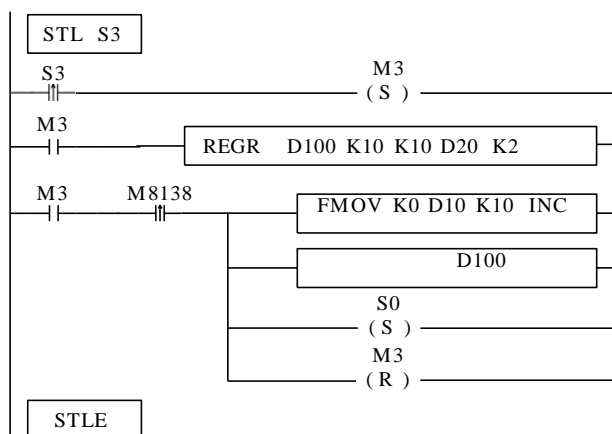 STL S3
S3 M3
( S )
M3
REGR D100 K10 K10 D20 K2
M3 M8138
FMOV K0 D10 K10 INC
D100
S0
( S )
M3
( R )
STLE